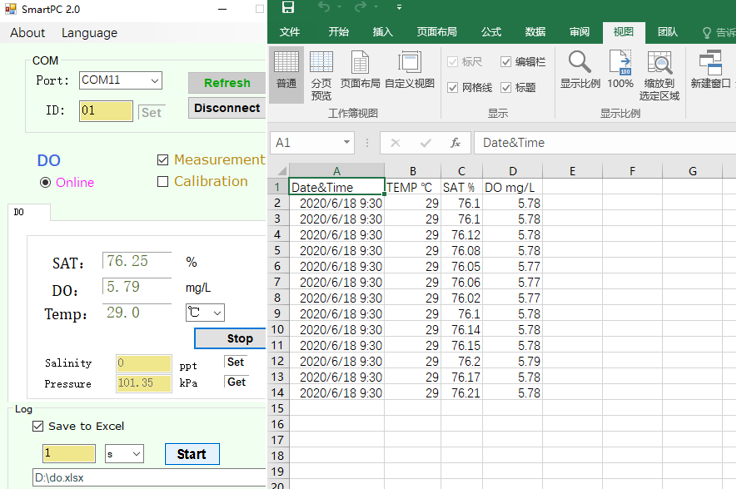 SmartPC 2.0
About Language
COM
Port: COM11 Refresh
ID: 01 Set Disconnect
DO
Online
Measurement
Calibration
DO
SAT: 76.25 %
DO: 5.79 mg/L
Temp: 29.0 ℃
Stop
Salinity 0 ppt Set
Pressure 101.35 kPa Get
Log
Save to Excel
1 s Start
D:\do.xlsx
文件 开始 插入 页面布局 公式 数据 审阅 视图 团队 告诉
普通 分页预览 页面布局 自定义视图
工作簿视图
标尺 编辑栏
网格线 标题
显示
显示比例 100% 缩放到选定区域
显示比例
新建窗口
A1 fx Date&Time
A B C D E F G
1 Date&Time TEMP ℃ SAT % DO mg/L
2 2020/6/18 9:30 29 76.1 5.78
3 2020/6/18 9:30 29 76.1 5.78
4 2020/6/18 9:30 29 76.12 5.78
5 2020/6/18 9:30 29 76.08 5.78
6 2020/6/18 9:30 29 76.05 5.77
7 2020/6/18 9:30 29 76.06 5.77
8 2020/6/18 9:30 29 76.02 5.77
9 2020/6/18 9:30 29 76.1 5.78
10 2020/6/18 9:30 29 76.14 5.78
11 2020/6/18 9:30 29 76.15 5.78
12 2020/6/18 9:30 29 76.2 5.79
13 2020/6/18 9:30 29 76.17 5.78
14 2020/6/18 9:30 29 76.21 5.78
15
16
17
18
19
20